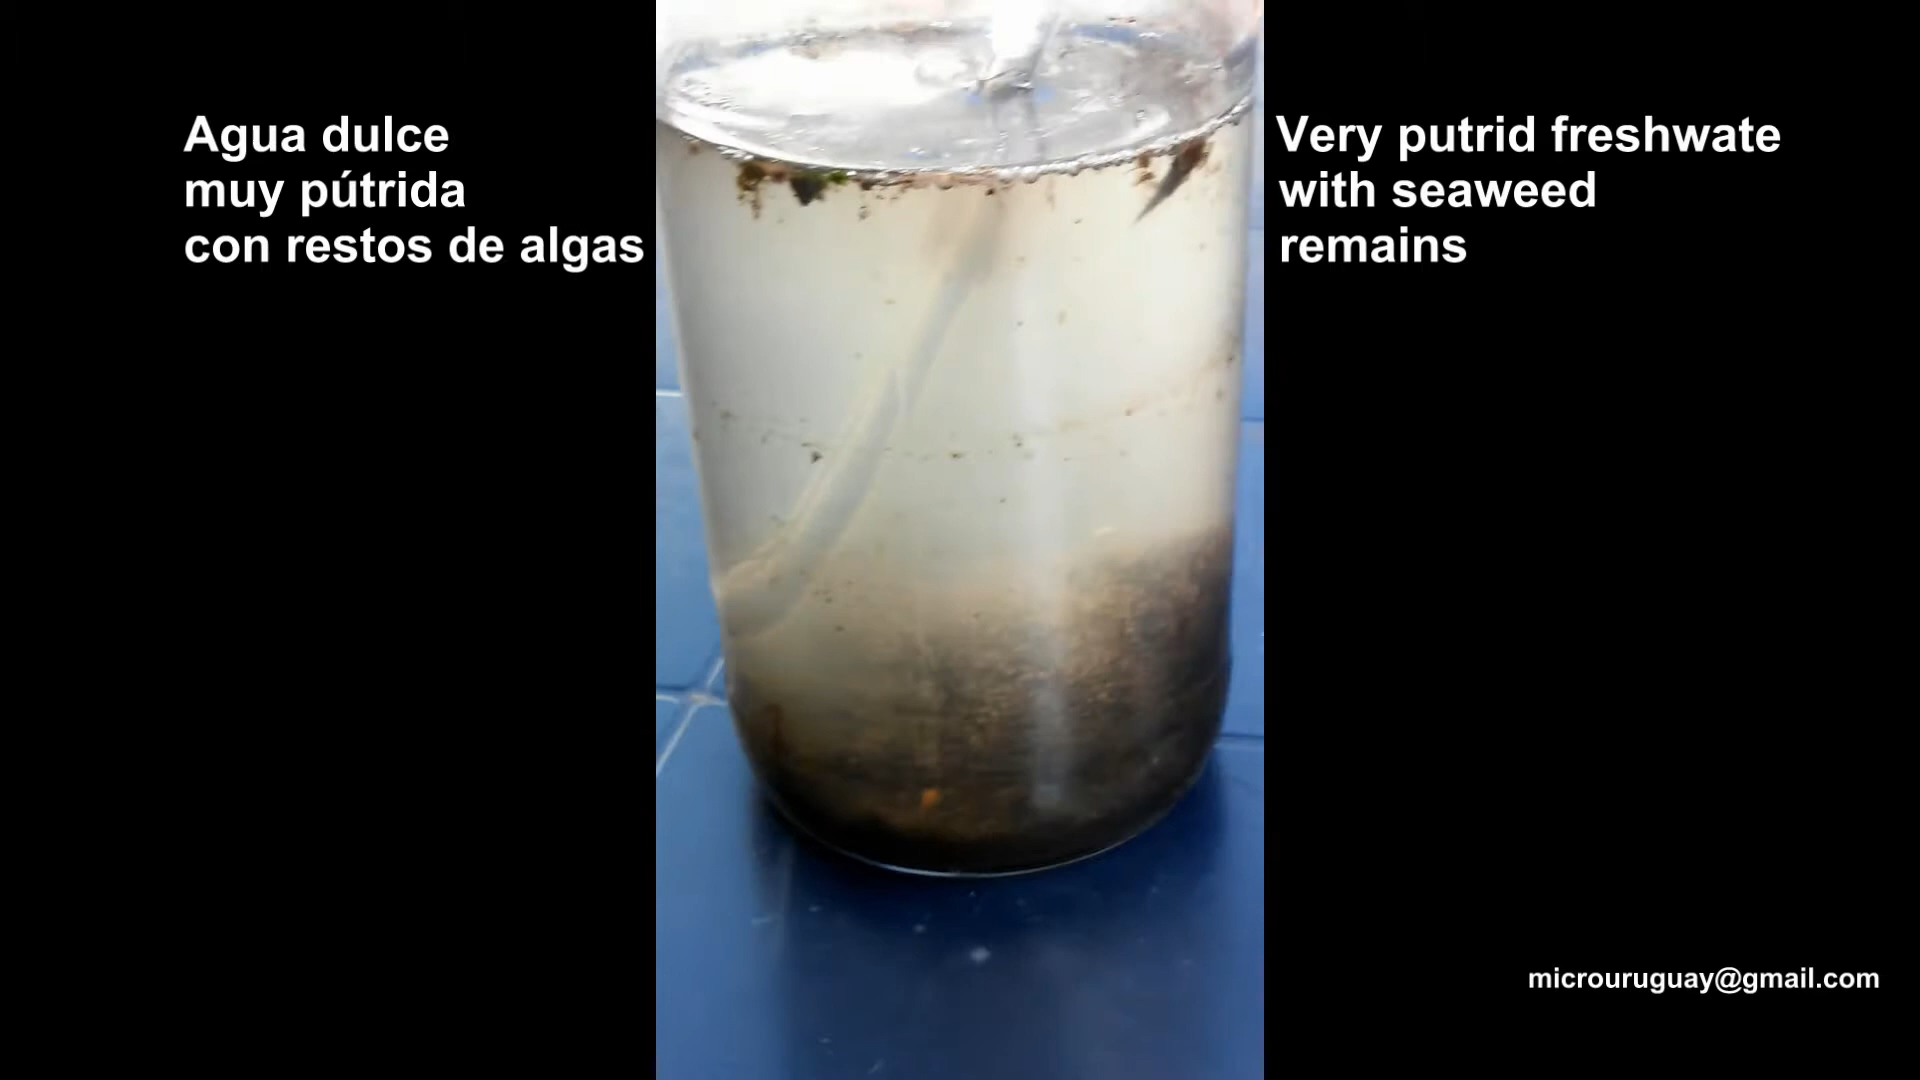 Agua dulce
muy pútrida
con restos de algas
Very putrid freshwate
with seaweed
remains
microuruguay@gmail.com